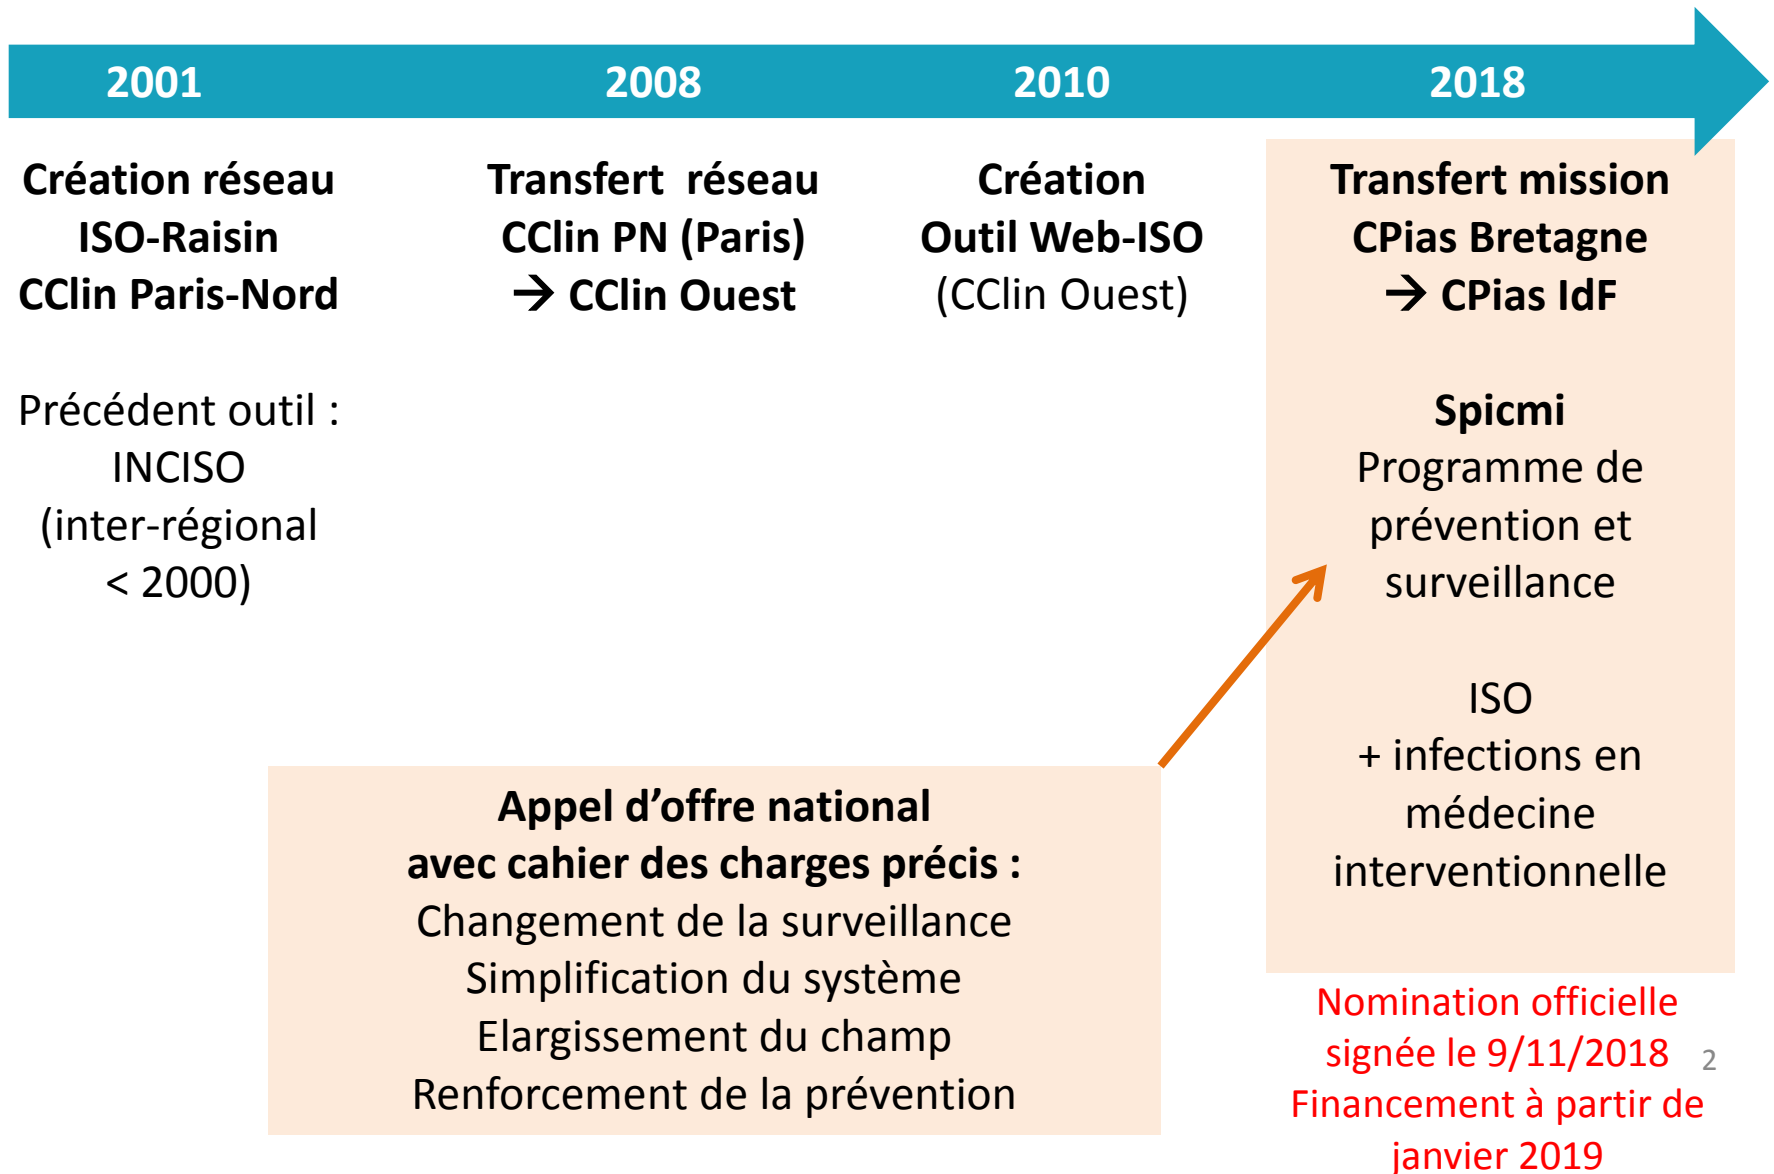 2001
2008
2010
2018
Création réseau
ISO-Raisin
CClin Paris-Nord
Précédent outil :
INCISO
(inter-régional
< 2000)
Transfert réseau
CClin PN (Paris)
→ CClin Ouest
Création
Outil Web-ISO
(CClin Ouest)
Transfert mission
CPias Bretagne
→ CPias IdF
Spicmi
Programme de
prévention et
surveillance
ISO
+ infections en
médecine
interventionnelle
Appel d’offre national
avec cahier des charges précis :
Changement de la surveillance
Simplification du système
Elargissement du champ
Renforcement de la prévention
Nomination officielle
signée le 9/11/2018
Financement à partir de
janvier 2019
2